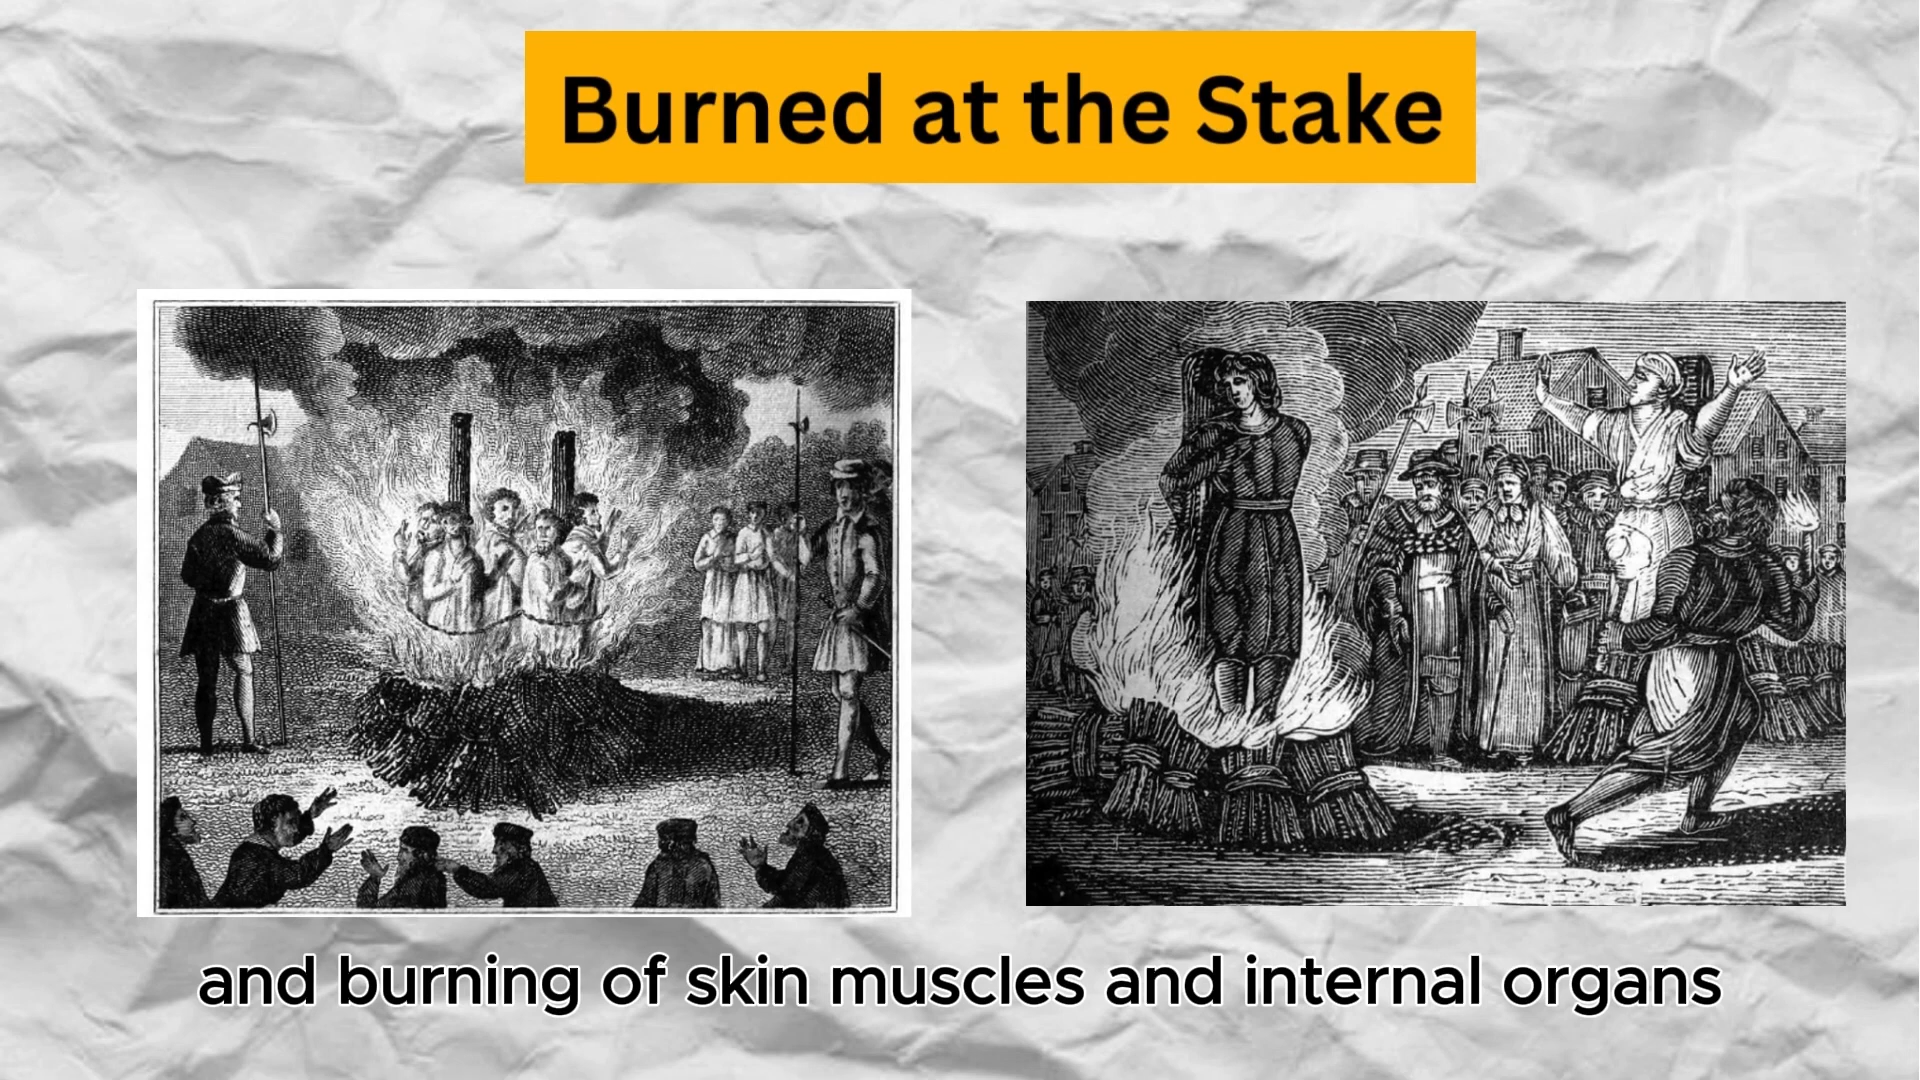 Burned at the Stake
and burning of skin muscles and internal organs